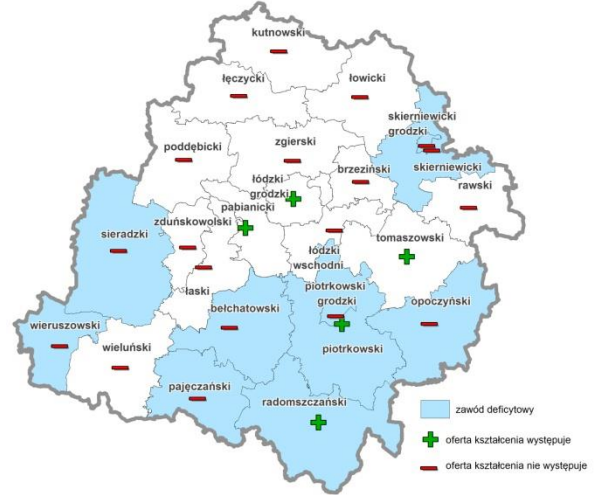 kutnowski
łęczycki
łowicki
skierniewicki
grodzki
skierniewicki
poddębicki
zgierski
brzeziński
rawski
łódzki
grodzki
pabianicki
zduńskowolski
sieradzki
tomaszowski
łódzki
wschodni
łaski
piotrkowski
grodzki
opoczyński
bełchatowski
wieruszowski
wieluński
piotrkowski
pajęczański
radomszczański
zawód deficytowy
oferta kształcenia występuje
oferta kształcenia nie występuje